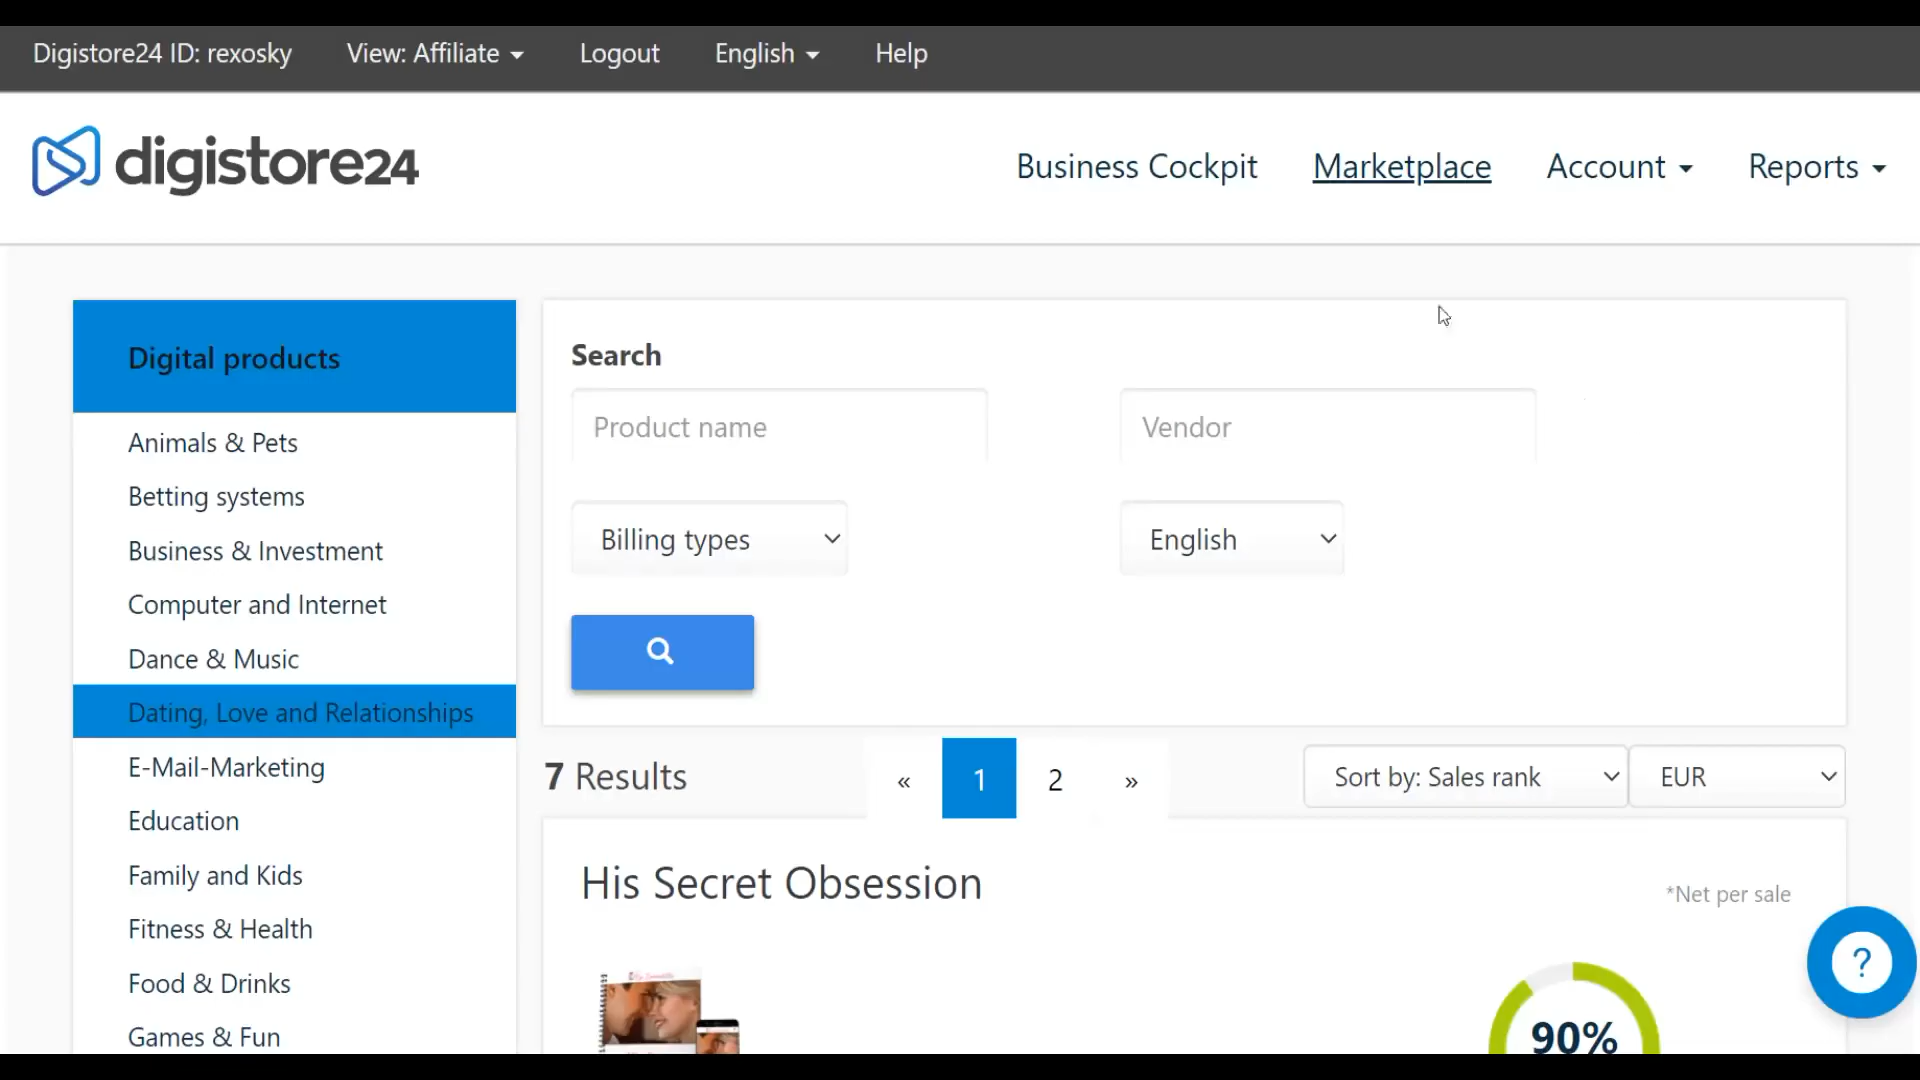 Digistore24 ID: rexosky View: Affiliate Logout English Help
digistore24
Business Cockpit Marketplace Account Reports
Digital products
Animals & Pets
Betting systems
Business & Investment
Computer and Internet
Dance & Music
Dating, Love and Relationships
E-Mail-Marketing
Education
Family and Kids
Fitness & Health
Food & Drinks
Games & Fun
Search
Product name Vendor
Billing types English
7 Results « 1 2 » Sort by: Sales rank EUR
His Secret Obsession
*Net per sale
?
90%